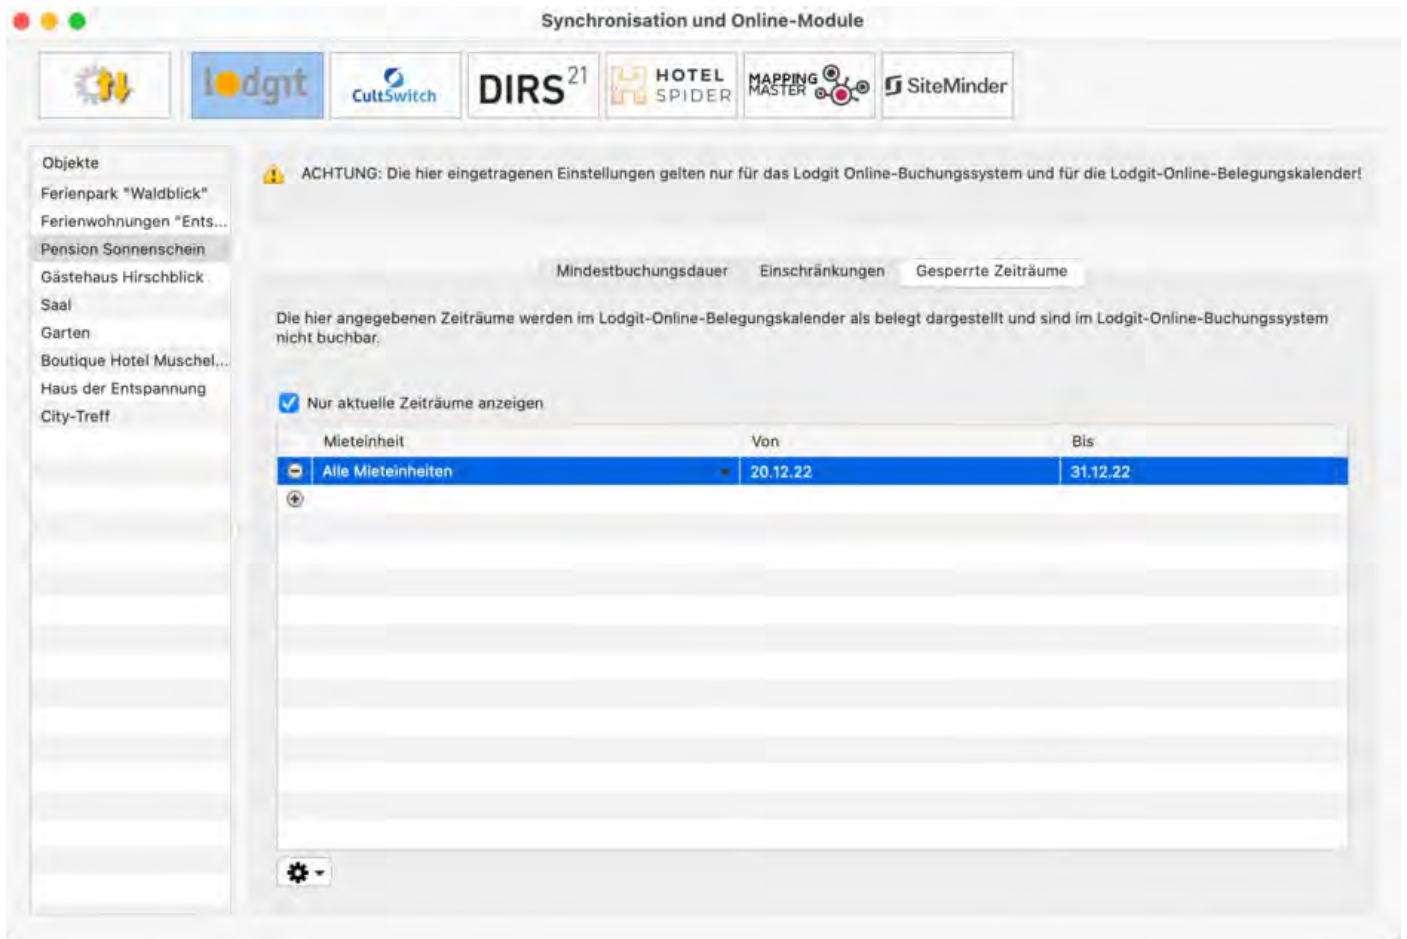 Synchronisation und Online-Module
lodgit
CultSwitch
DIRS21
HOTEL
SPIDER
MAPPING
MASTER
SiteMinder
Objekte
Ferienpark "Waldblick"
Ferienwohnungen "Ents...
Pension Sonnenschein
Gästehaus Hirschblick
Saal
Garten
Boutique Hotel Muschel...
Haus der Entspannung
City-Treff
ACHTUNG: Die hier eingetragenen Einstellungen gelten nur für das Lodgit Online-Buchungssystem und für die Lodgit-Online-Belegungskalender!
Mindestbuchungsdauer Einschränkungen Gesperrte Zeiträume
Die hier angegebenen Zeiträume werden im Lodgit-Online-Belegungskalender als belegt dargestellt und sind im Lodgit-Online-Buchungssystem
nicht buchbar.
Nur aktuelle Zeiträume anzeigen
Mieteinheit Von Bis
Alle Mieteinheiten 20.12.22 31.12.22